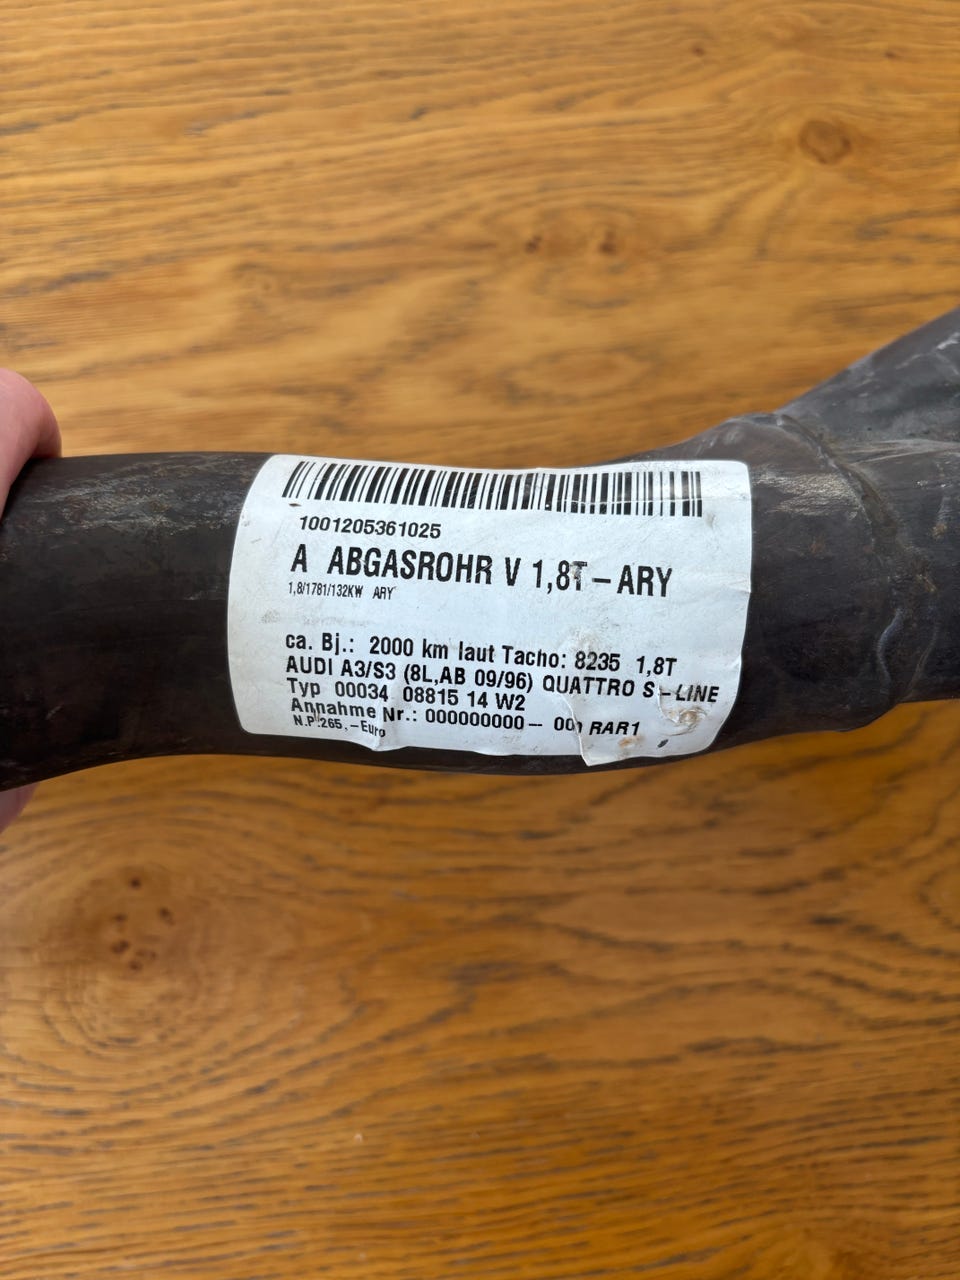 1001205361025
A ABGASROHR V 1,8T-ARY
1,8/1781/132KW ARY
ca. Bj.: 2000 km laut Tacho: 8235 1,8T
AUDI A3/S3 (8L,AB 09/96) QUATTRO S-LINE
Typ 00034 08815 14 W2
Annahme Nr.: 000000000- RAR1
N.P.265,-Euro